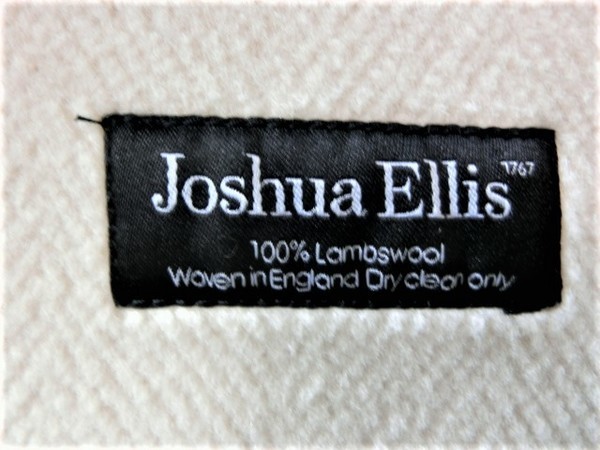 Joshua Ellis 1767
100% Lambswool
Woven in England Dry clean only